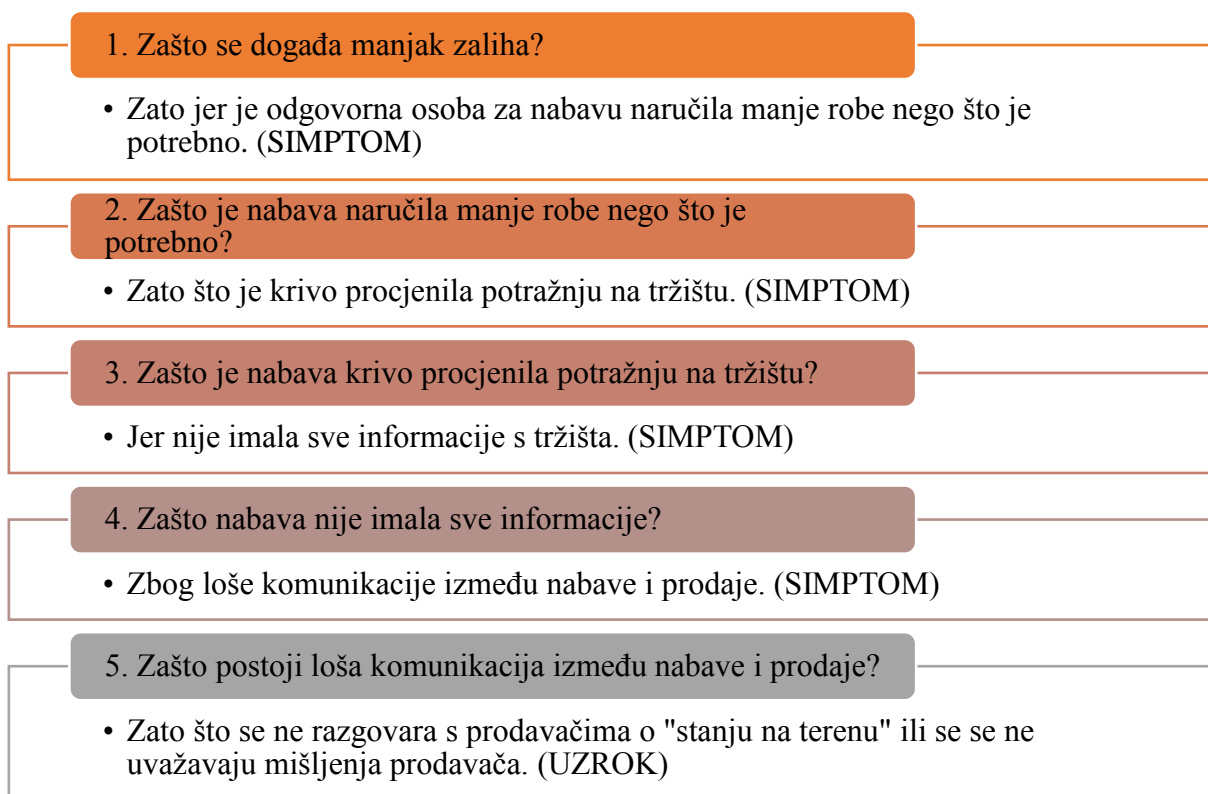 1. Zašto se događa manjak zaliha?
• Zato jer je odgovorna osoba za nabavu naručila manje robe nego što je
potrebno. (SIMPTOM)
2. Zašto je nabava naručila manje robe nego što je
potrebno?
• Zato što je krivo procjenila potražnju na tržištu. (SIMPTOM)
3. Zašto je nabava krivo procjenila potražnju na tržištu?
• Jer nije imala sve informacije s tržišta. (SIMPTOM)
4. Zašto nabava nije imala sve informacije?
• Zbog loše komunikacije između nabave i prodaje. (SIMPTOM)
5. Zašto postoji loša komunikacija između nabave i prodaje?
• Zato što se ne razgovara s prodavačima o "stanju na terenu" ili se se ne
uvažavaju mišljenja prodavača. (UZROK)